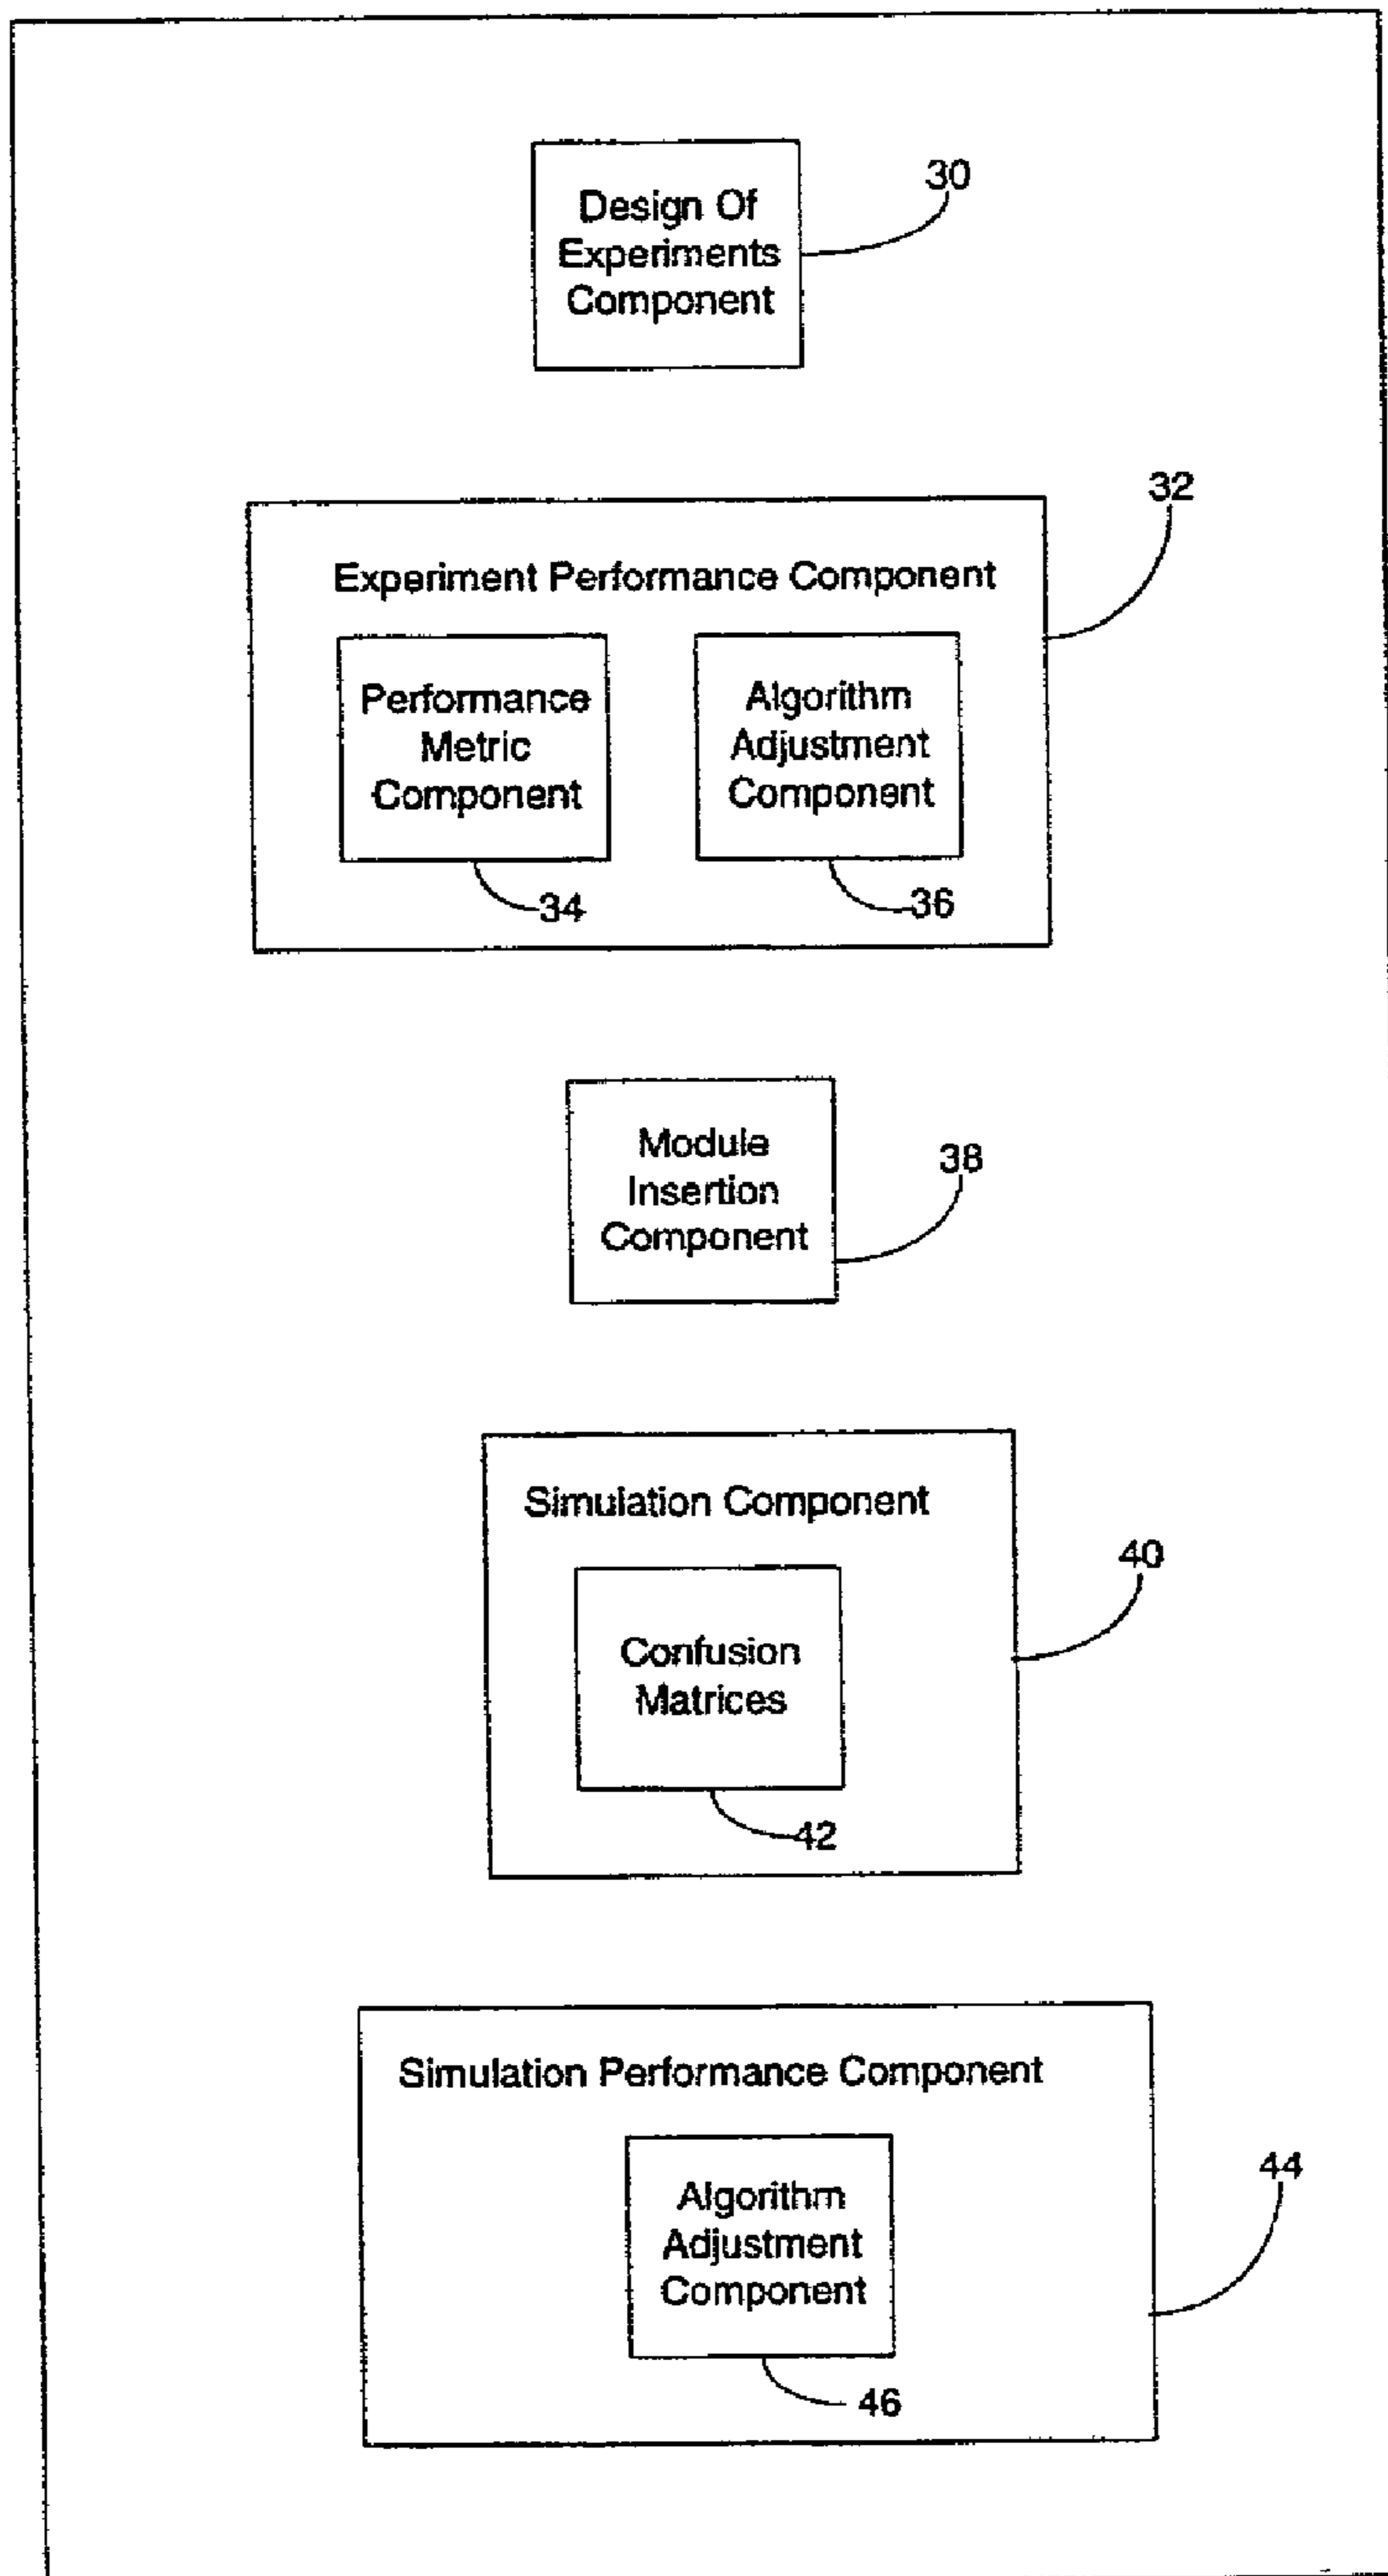 Design Of
Experiments
Component
30
32
Experiment Performance Component
Performance
Metric
Component
34
Algorithm
Adjustment
Component
36
Module
Insertion
Component
38
Simulation Component
40
Confusion
Matrices
42
Simulation Performance Component
44
Algorithm
Adjustment
Component
46